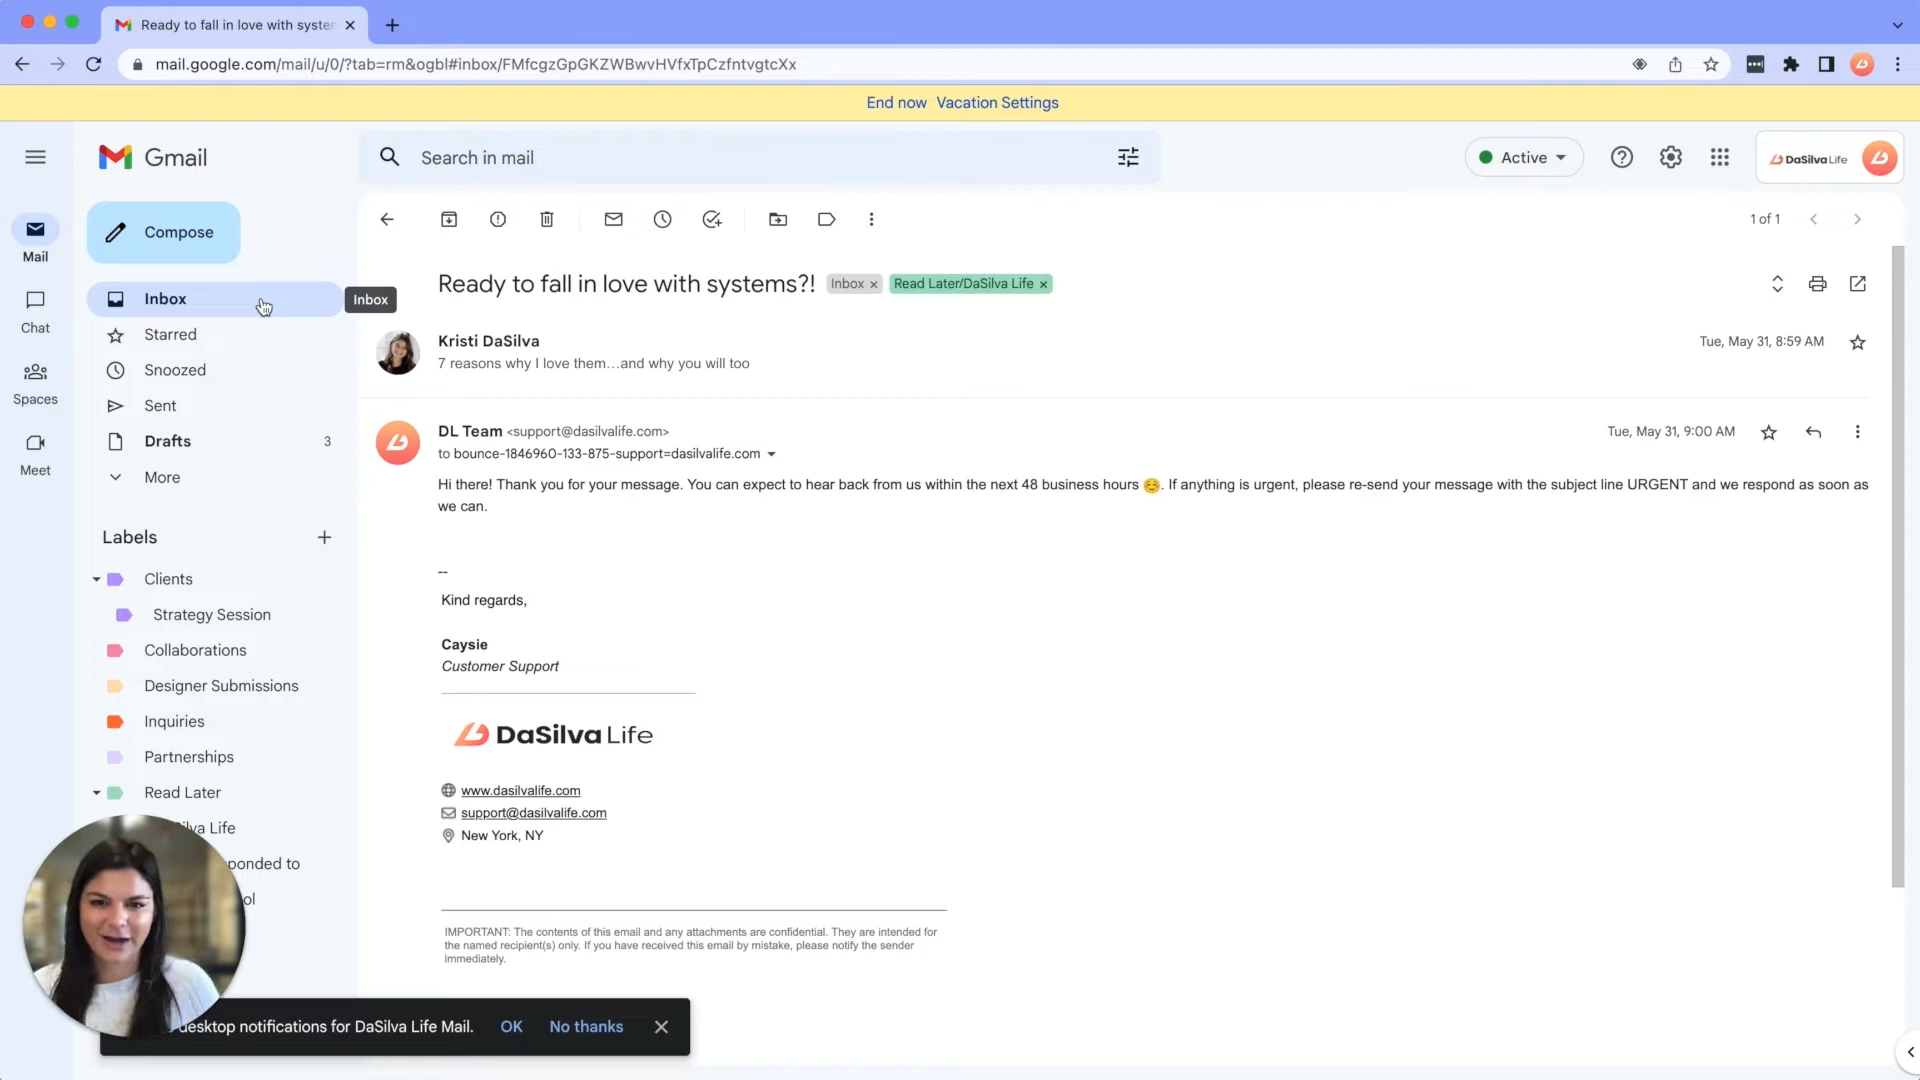 Ready to fall in love with syster
mail.google.com/mail/u/0/?tab=rm&ogbl#inbox/FMfcgzGpGKZWBwvHVfxTpCzfntvgtcXx
End now Vacation Settings
Gmail
Search in mail
Active
DaSilva Life
Compose
Mail
1 of 1
Ready to fall in love with systems?! Inbox × Read Later/DaSilva Life ×
Inbox
Inbox
Chat
Starred
Kristi DaSilva
Tue, May 31, 8:59 AM
7 reasons why I love them...and why you will too
Snoozed
Spaces
Sent
Drafts 3
DL Team <support@dasilvalife.com>
Tue, May 31, 9:00 AM
to bounce-1846960-133-875-support=dasilvalife.com
Meet
More
Hi there! Thank you for your message. You can expect to hear back from us within the next 48 business hours ☺️. If anything is urgent, please re-send your message with the subject line URGENT and we respond as soon as
we can.
Labels
--
Clients
Kind regards,
Strategy Session
Caysie
Collaborations
Customer Support
Designer Submissions
Inquiries
DaSilva Life
Partnerships
Read Later
www.dasilvalife.com
support@dasilvalife.com
lva Life
New York, NY
ponded to
ol
IMPORTANT: The contents of this email and any attachments are confidential. They are intended for
the named recipient(s) only. If you have received this email by mistake, please notify the sender
immediately.
desktop notifications for DaSilva Life Mail. OK No thanks